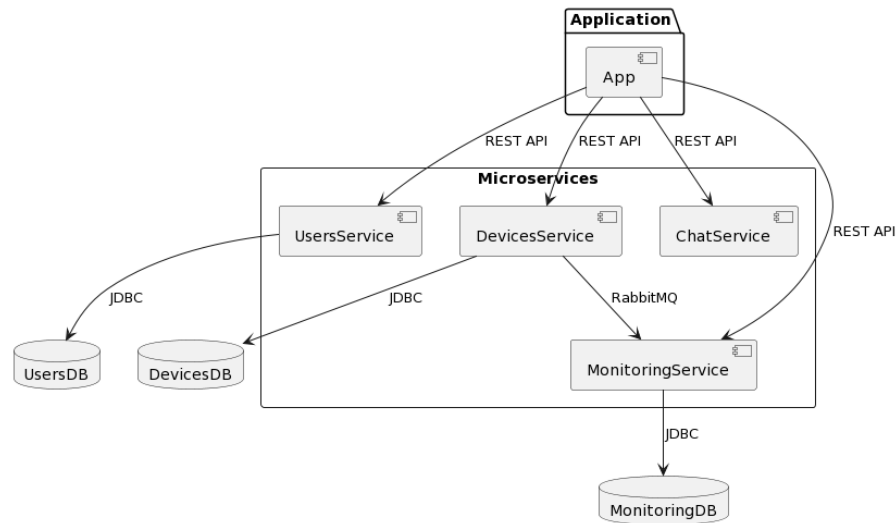 Application
App
REST API
REST API
REST API
Microservices
UsersService
DevicesService
ChatService
REST API
JDBC
JDBC
RabbitMQ
UsersDB
DevicesDB
MonitoringService
JDBC
MonitoringDB